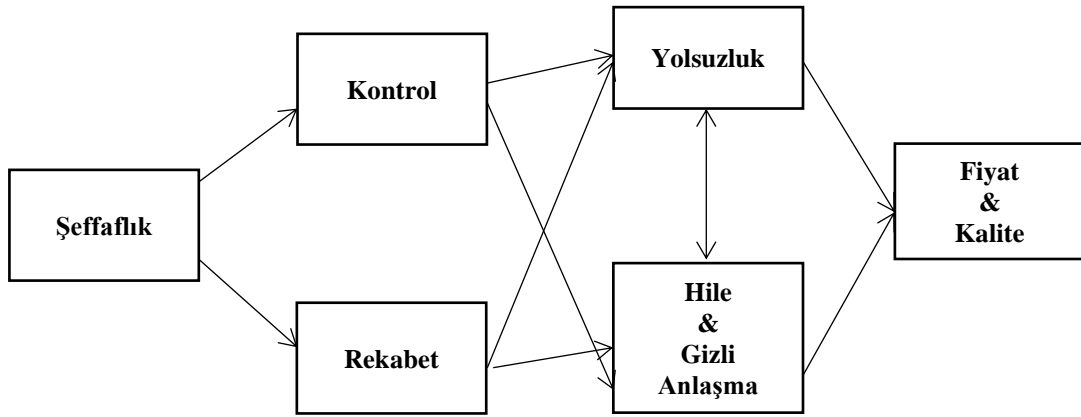 Şeffaflık
Kontrol
Rekabet
Yolsuzluk
Hile
&
Gizli
Anlaşma
Fiyat
&
Kalite